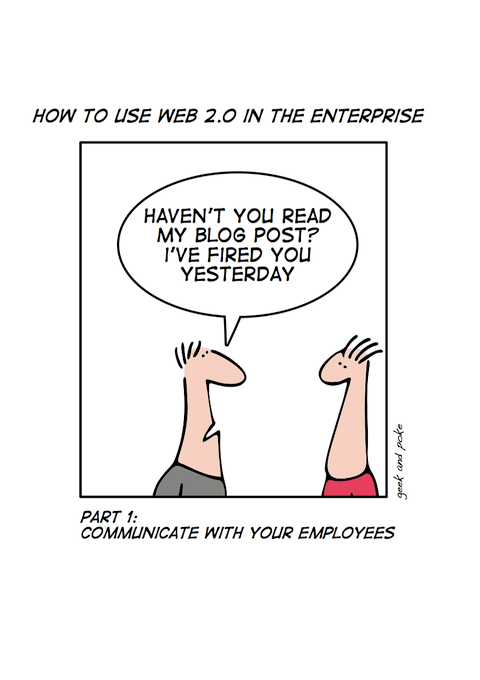 HOW TO USE WEB 2.0 IN THE ENTERPRISE
HAVEN'T YOU READ
MY BLOG POST?
I'VE FIRED YOU
YESTERDAY
geek and poke
PART 1:
COMMUNICATE WITH YOUR EMPLOYEES